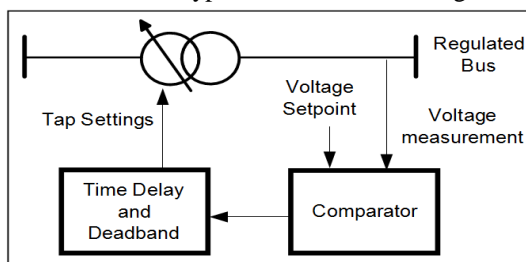 Regulated
Bus
Voltage
Setpoint
Voltage
measurement
Tap Settings
Time Delay
and
Deadband
Comparator